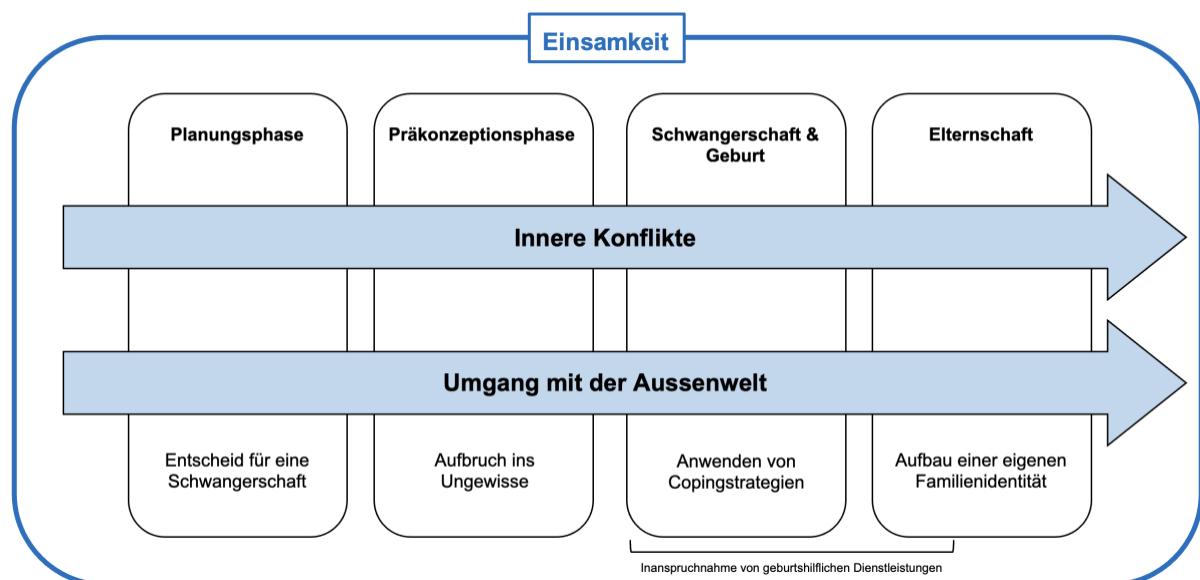 Einsamkeit
Planungsphase
Präkonzeptionsphase
Schwangerschaft &
Geburt
Elternschaft
Innere Konflikte
Umgang mit der Aussenwelt
Entscheid für eine
Schwangerschaft
Aufbruch ins
Ungewisse
Anwenden von
Copingstrategien
Aufbau einer eigenen
Familienidentität
Inanspruchnahme von geburtshilflichen Dienstleistungen